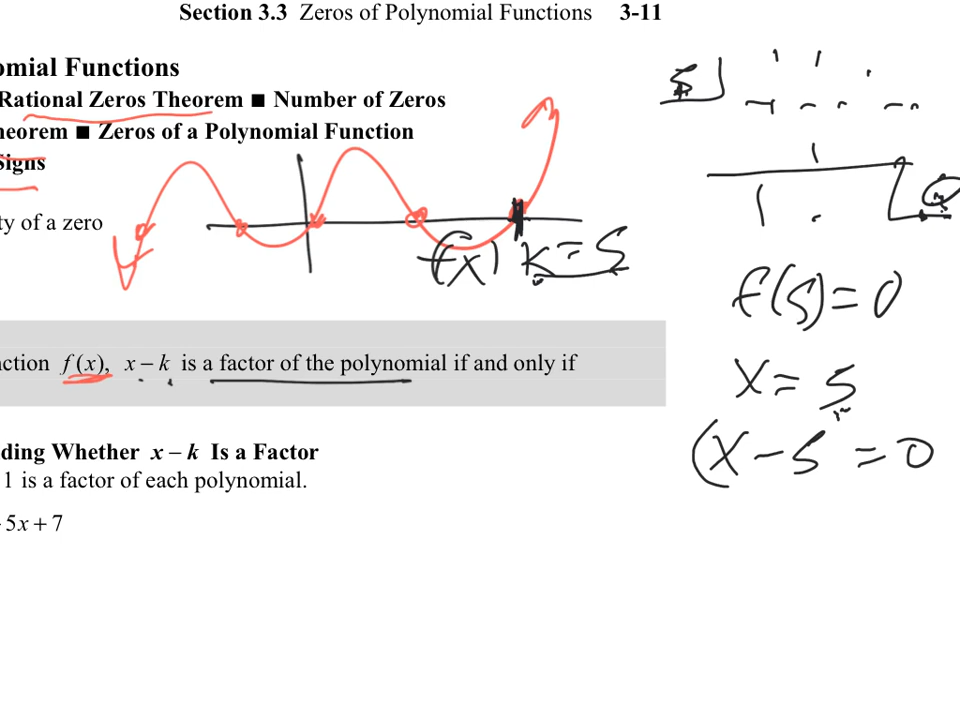 Section 3.3 Zeros of Polynomial Functions 3-11
omial Functions
Rational Zeros Theorem ■ Number of Zeros
heorem ■ Zeros of a Polynomial Function
Signs
ty of a zero
f(x) k=5
5
f(5)=0
nction f(x), x − k is a factor of the polynomial if and only if
x=5
(x-5=0
ding Whether x − k Is a Factor
1 is a factor of each polynomial.
5x + 7